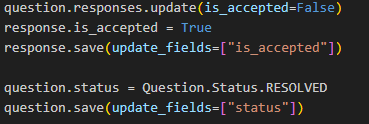 question.responses.update(is_accepted=False)
response.is_accepted = True
response.save(update_fields=["is_accepted"])

question.status = Question.Status.RESOLVED
question.save(update_fields=["status"])